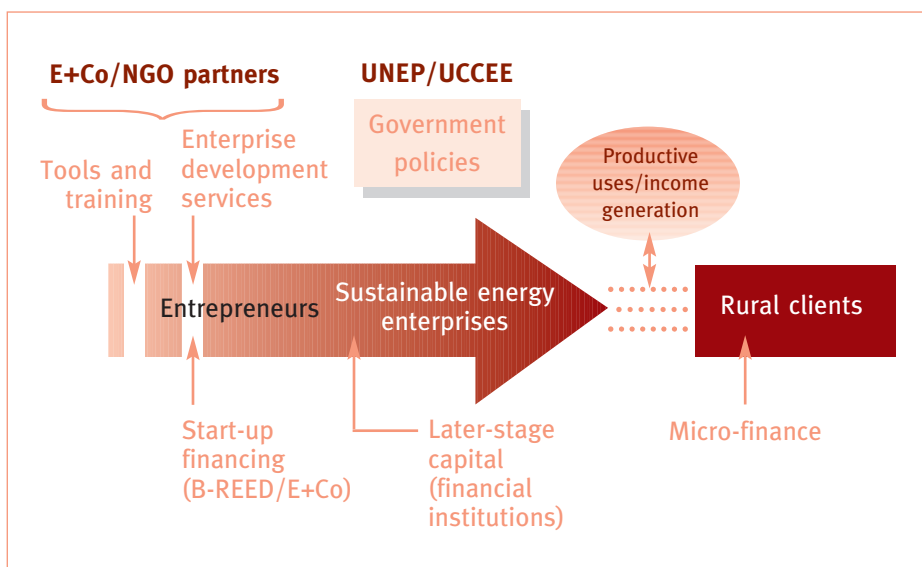 E+Co/NGO partners
UNEP/UCCEE
Tools and
training
Enterprise
development
services
Government
policies
Productive
uses/income
generation
Entrepreneurs
Sustainable energy
enterprises
Rural clients
Start-up
financing
(B-REED/E+Co)
Later-stage
capital
(financial
institutions)
Micro-finance